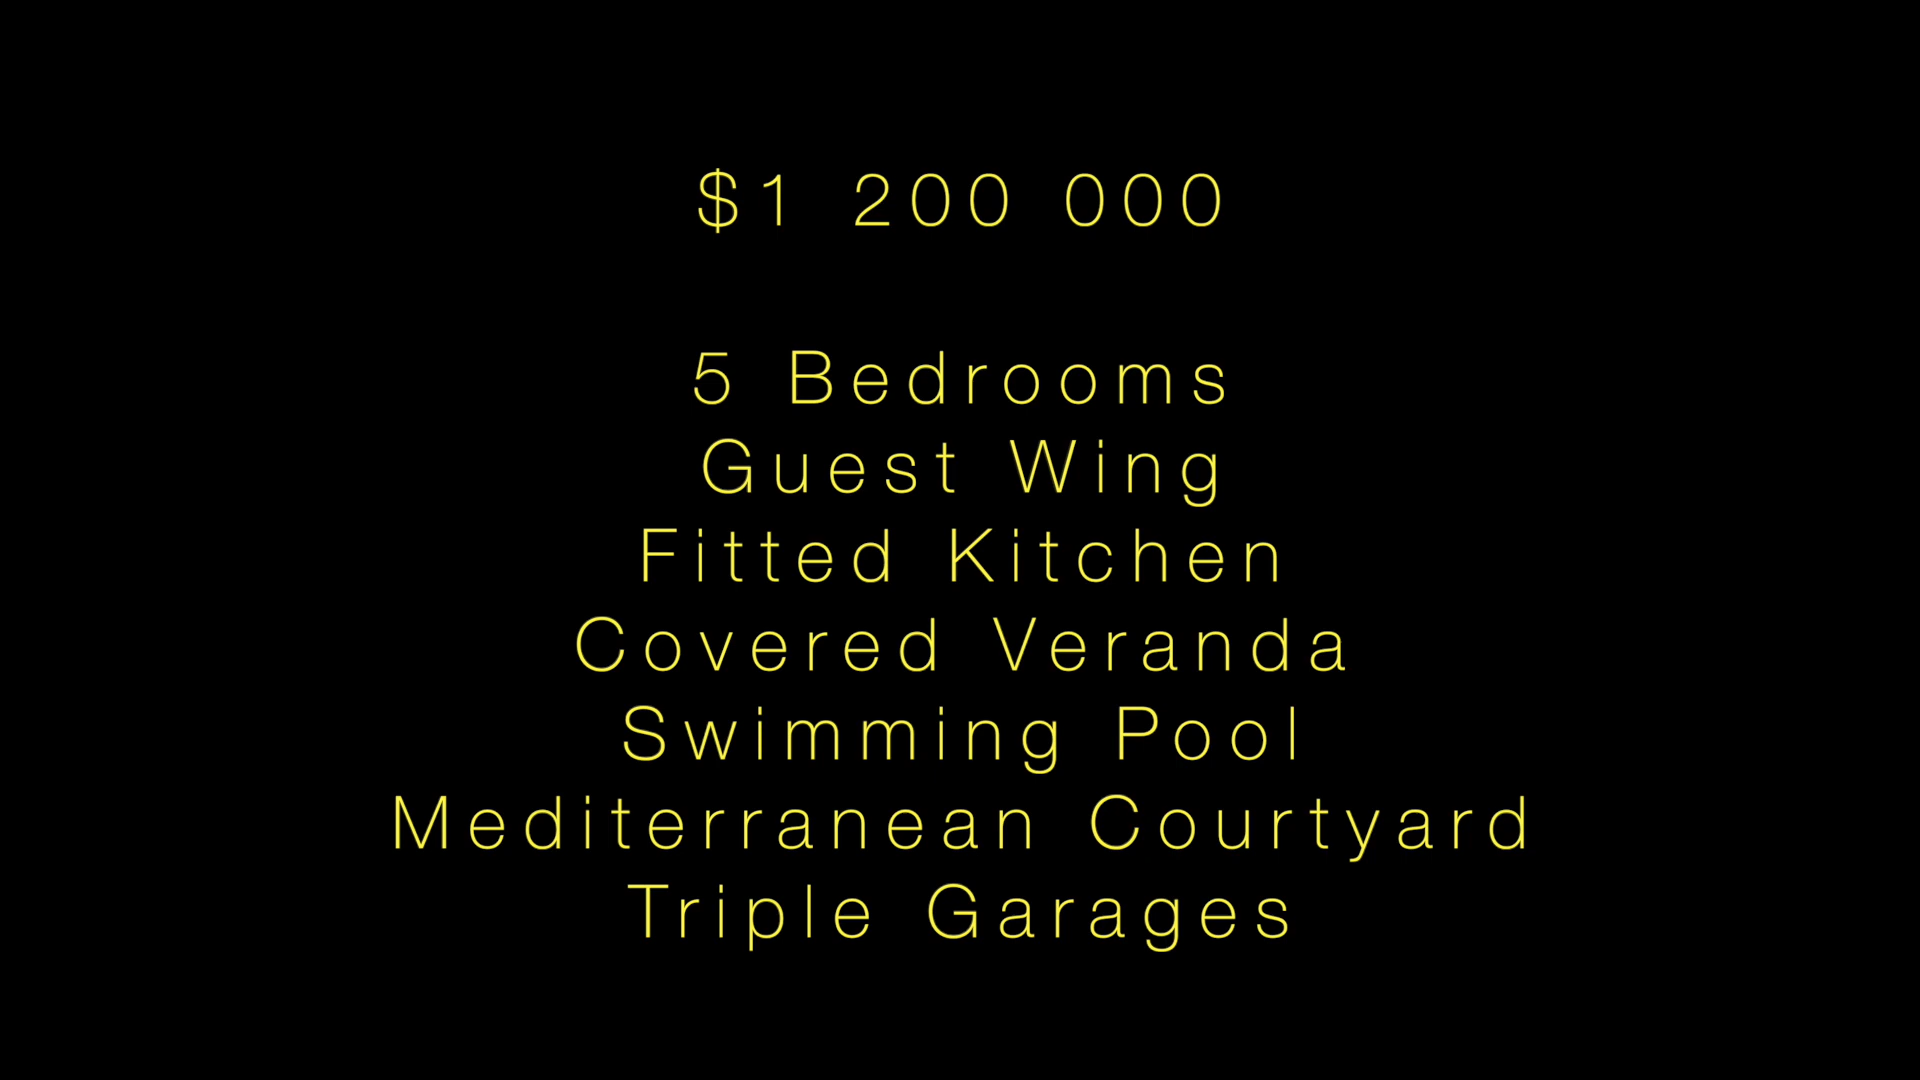 $1 200 000
5 Bedrooms
Guest Wing
Fitted Kitchen
Covered Veranda
Swimming Pool
Mediterranean Courtyard
Triple Garages